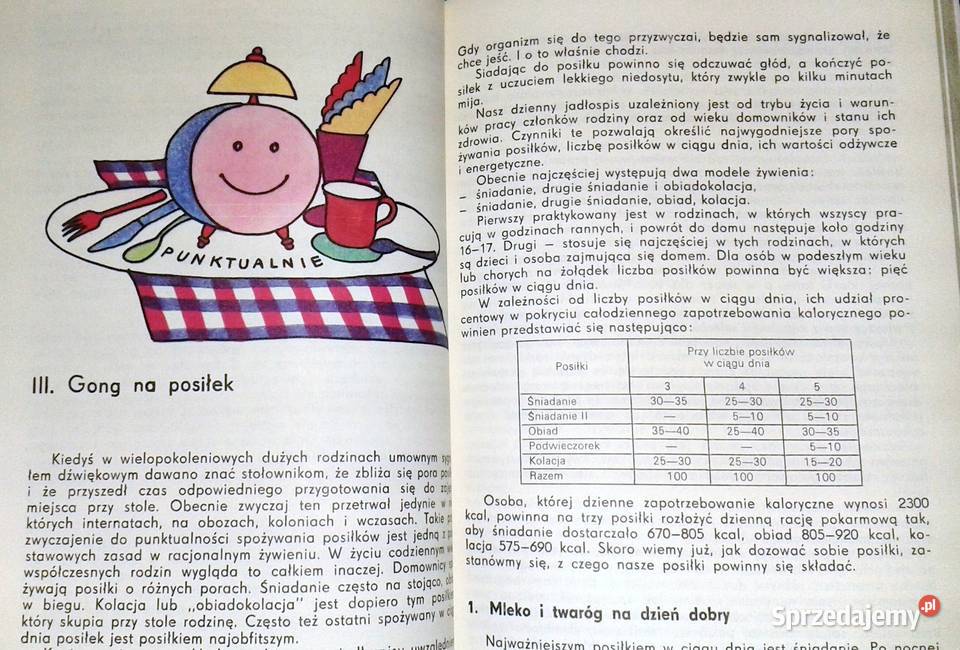 PUNKTUALNIE
III. Gong na posiłek
Kiedyś w wielopokoleniowych dużych rodzinach umownym
łem dźwiękowym dawano znać stołownikom, że zbliża się pora
i że przyszedł czas odpowiedniego przygotowania się do
miejsca przy stole. Obecnie zwyczaj ten przetrwał jedynie w
których internatach, na obozach, koloniach i wczasach. Takie
zwyczajenie do punktualności spożywania posiłków jest jedną z
stawowych zasad w racjonalnym żywieniu. W życiu codziennym
współczesnych rodzin wygląda to całkiem inaczej. Domownicy
żywają posiłki o różnych porach. Śniadanie często na stojąco,
w biegu. Kolacja lub „obiadokolacja" jest dopiero tym
który skupia przy stole rodzinę. Często też ostatni spożywany w
dnia posiłek jest posiłkiem najobfitszym.
Gdy organizm się do tego przyzwyczai, będzie sam sygnalizował, że
chce jeść. I o to właśnie chodzi.
Siadając do posiłku powinno się odczuwać głód, a kończyć po-
siłek z uczuciem lekkiego niedosytu, który zwykle po kilku minutach
mija.
Nasz dzienny jadłospis uzależniony jest od trybu życia i warun-
ków pracy członków rodziny oraz od wieku domowników i stanu ich
zdrowia. Czynniki te pozwalają określić najwygodniejsze pory spo-
żywania posiłków, liczbę posiłków w ciągu dnia, ich wartości odżywcze
i energetyczne.
Obecnie najczęściej występują dwa modele żywienia:
– śniadanie, drugie śniadanie i obiadokolacja,
– śniadanie, drugie śniadanie, obiad, kolacja.
Pierwszy praktykowany jest w rodzinach, w których wszyscy pra-
cują w godzinach rannych, i powrót do domu następuje koło godziny
16–17. Drugi – stosuje się najczęściej w tych rodzinach, w których
są dzieci i osoba zajmująca się domem. Dla osób w podeszłym wieku
lub chorych na żołądek liczba posiłków powinna być większa: pięć
posiłków w ciągu dnia.
W zależności od liczby posiłków w ciągu dnia, ich udział pro-
centowy w pokryciu całodziennego zapotrzebowania kalorycznego po-
winien przedstawiać się następująco:
Posiłki Przy liczbie posiłków
w ciągu dnia
3 4 5
Śniadanie 30—35 25—30 25—30
Śniadanie II — 5—10 5—10
Obiad 35—40 25—40 30—35
Podwieczorek — — 5—10
Kolacja 25—30 25—30 15—20
Razem 100 100 100
Osoba, której dzienne zapotrzebowanie kaloryczne wynosi 2300
kcal, powinna na trzy posiłki rozłożyć dzienną rację pokarmową tak,
aby śniadanie dostarczało 670–805 kcal, obiad 805–920 kcal, ko-
lacja 575–690 kcal. Skoro wiemy już, jak dozować sobie posiłki, za-
stanówmy się, z czego nasze posiłki powinny się składać.
1. Mleko i twaróg na dzień dobry
Najważniejszym posiłkiem w ciągu dnia jest śniadanie. Po nocnej
Sprzedajemy.pl